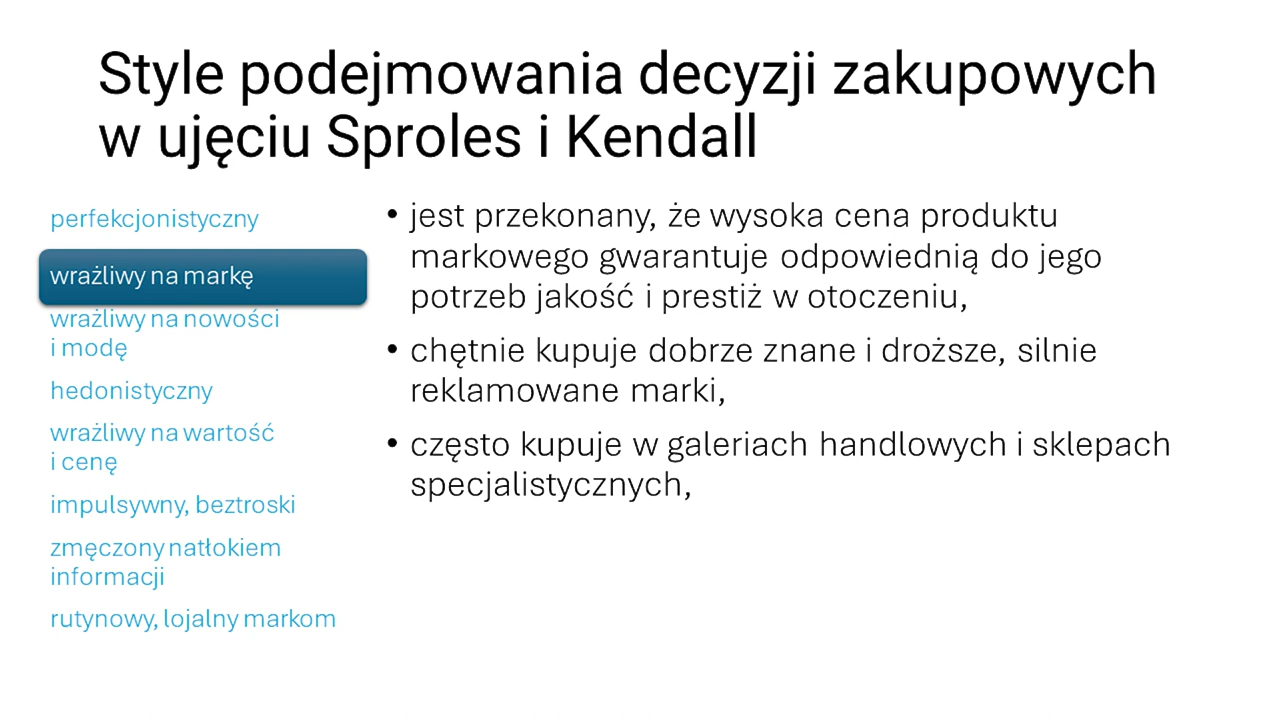 Style podejmowania decyzji zakupowych
w ujęciu Sproles i Kendall
perfekcjonistyczny
wrażliwy na markę
wrażliwy na nowości
i modę
hedonistyczny
wrażliwy na wartość
i cenę
impulsywny, beztroski
zmęczony natłokiem
informacji
rutynowy, lojalny markom
• jest przekonany, że wysoka cena produktu
markowego gwarantuje odpowiednią do jego
potrzeb jakość i prestiż w otoczeniu,
• chętnie kupuje dobrze znane i droższe, silnie
reklamowane marki,
• często kupuje w galeriach handlowych i sklepach
specjalistycznych,